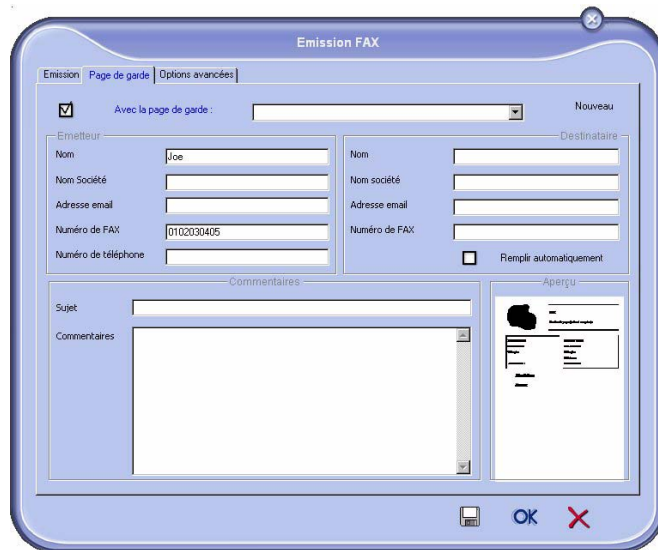 Emission FAX
Emission Page de garde Options avancées
Avec la page de garde : Nouveau
Emetteur
Nom Joe
Nom Société
Adresse email
Numéro de FAX 0102030405
Numéro de téléphone
Destinataire
Nom
Nom société
Adresse email
Numéro de FAX
Remplir automatiquement
Commentaires
Sujet
Commentaires
Aperçu
OK